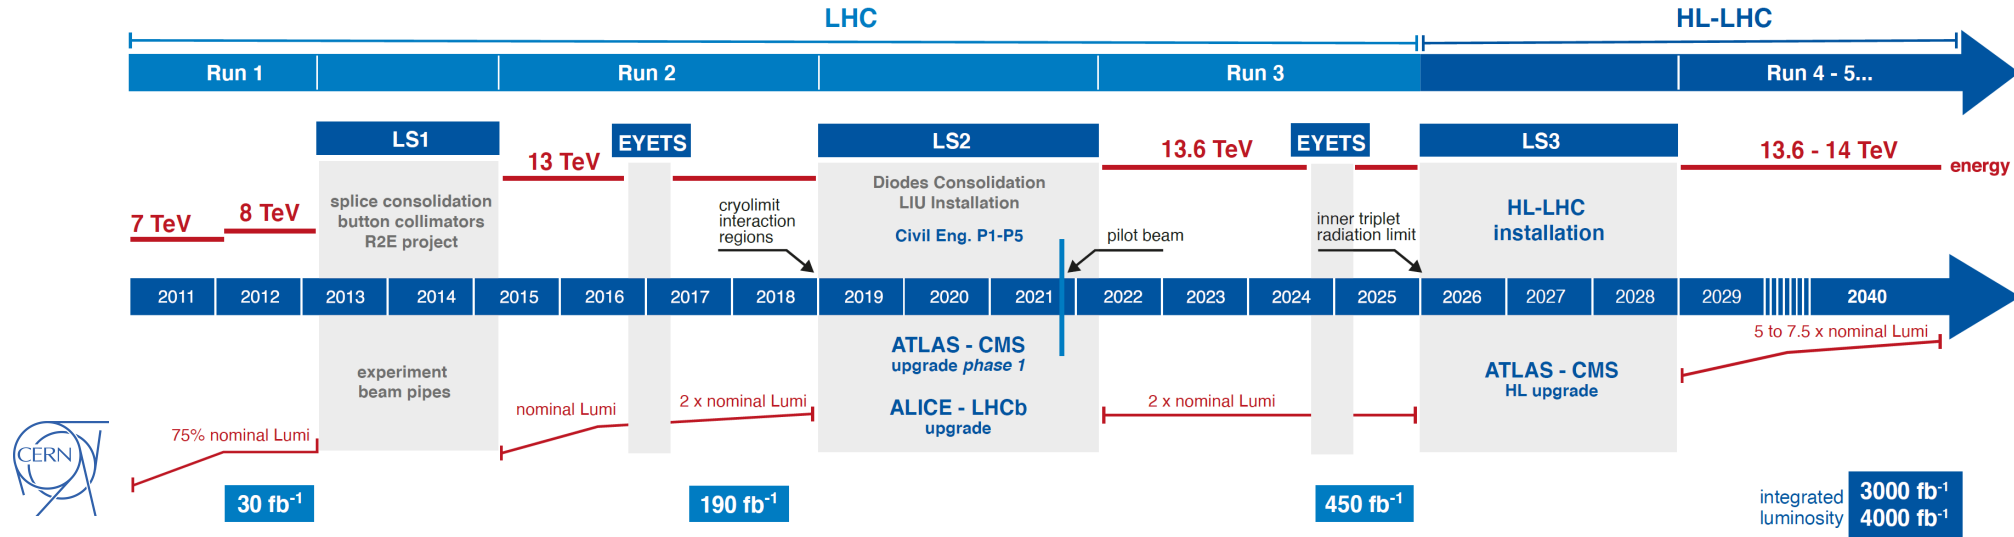 LHC
HL-LHC
Run 1
Run 2
Run 3
Run 4 - 5...
LS1
EYETS
LS2
EYETS
LS3
13 TeV
13.6 TeV
13.6 - 14 TeV
energy
7 TeV
8 TeV
splice consolidation
button collimators
R2E project
cryolimit
interaction
regions
Diodes Consolidation
LIU Installation
Civil Eng. P1-P5
pilot beam
inner triplet
radiation limit
HL-LHC
installation
2011 2012 2013 2014 2015 2016 2017 2018 2019 2020 2021 2022 2023 2024 2025 2026 2027 2028 2029 2040
5 to 7.5 x nominal Lumi
experiment
beam pipes
ATLAS - CMS
upgrade phase 1
ALICE - LHCb
upgrade
ATLAS - CMS
HL upgrade
75% nominal Lumi
nominal Lumi
2 x nominal Lumi
2 x nominal Lumi
CERN
30 fb⁻¹
190 fb⁻¹
450 fb⁻¹
integrated
luminosity
3000 fb⁻¹
4000 fb⁻¹